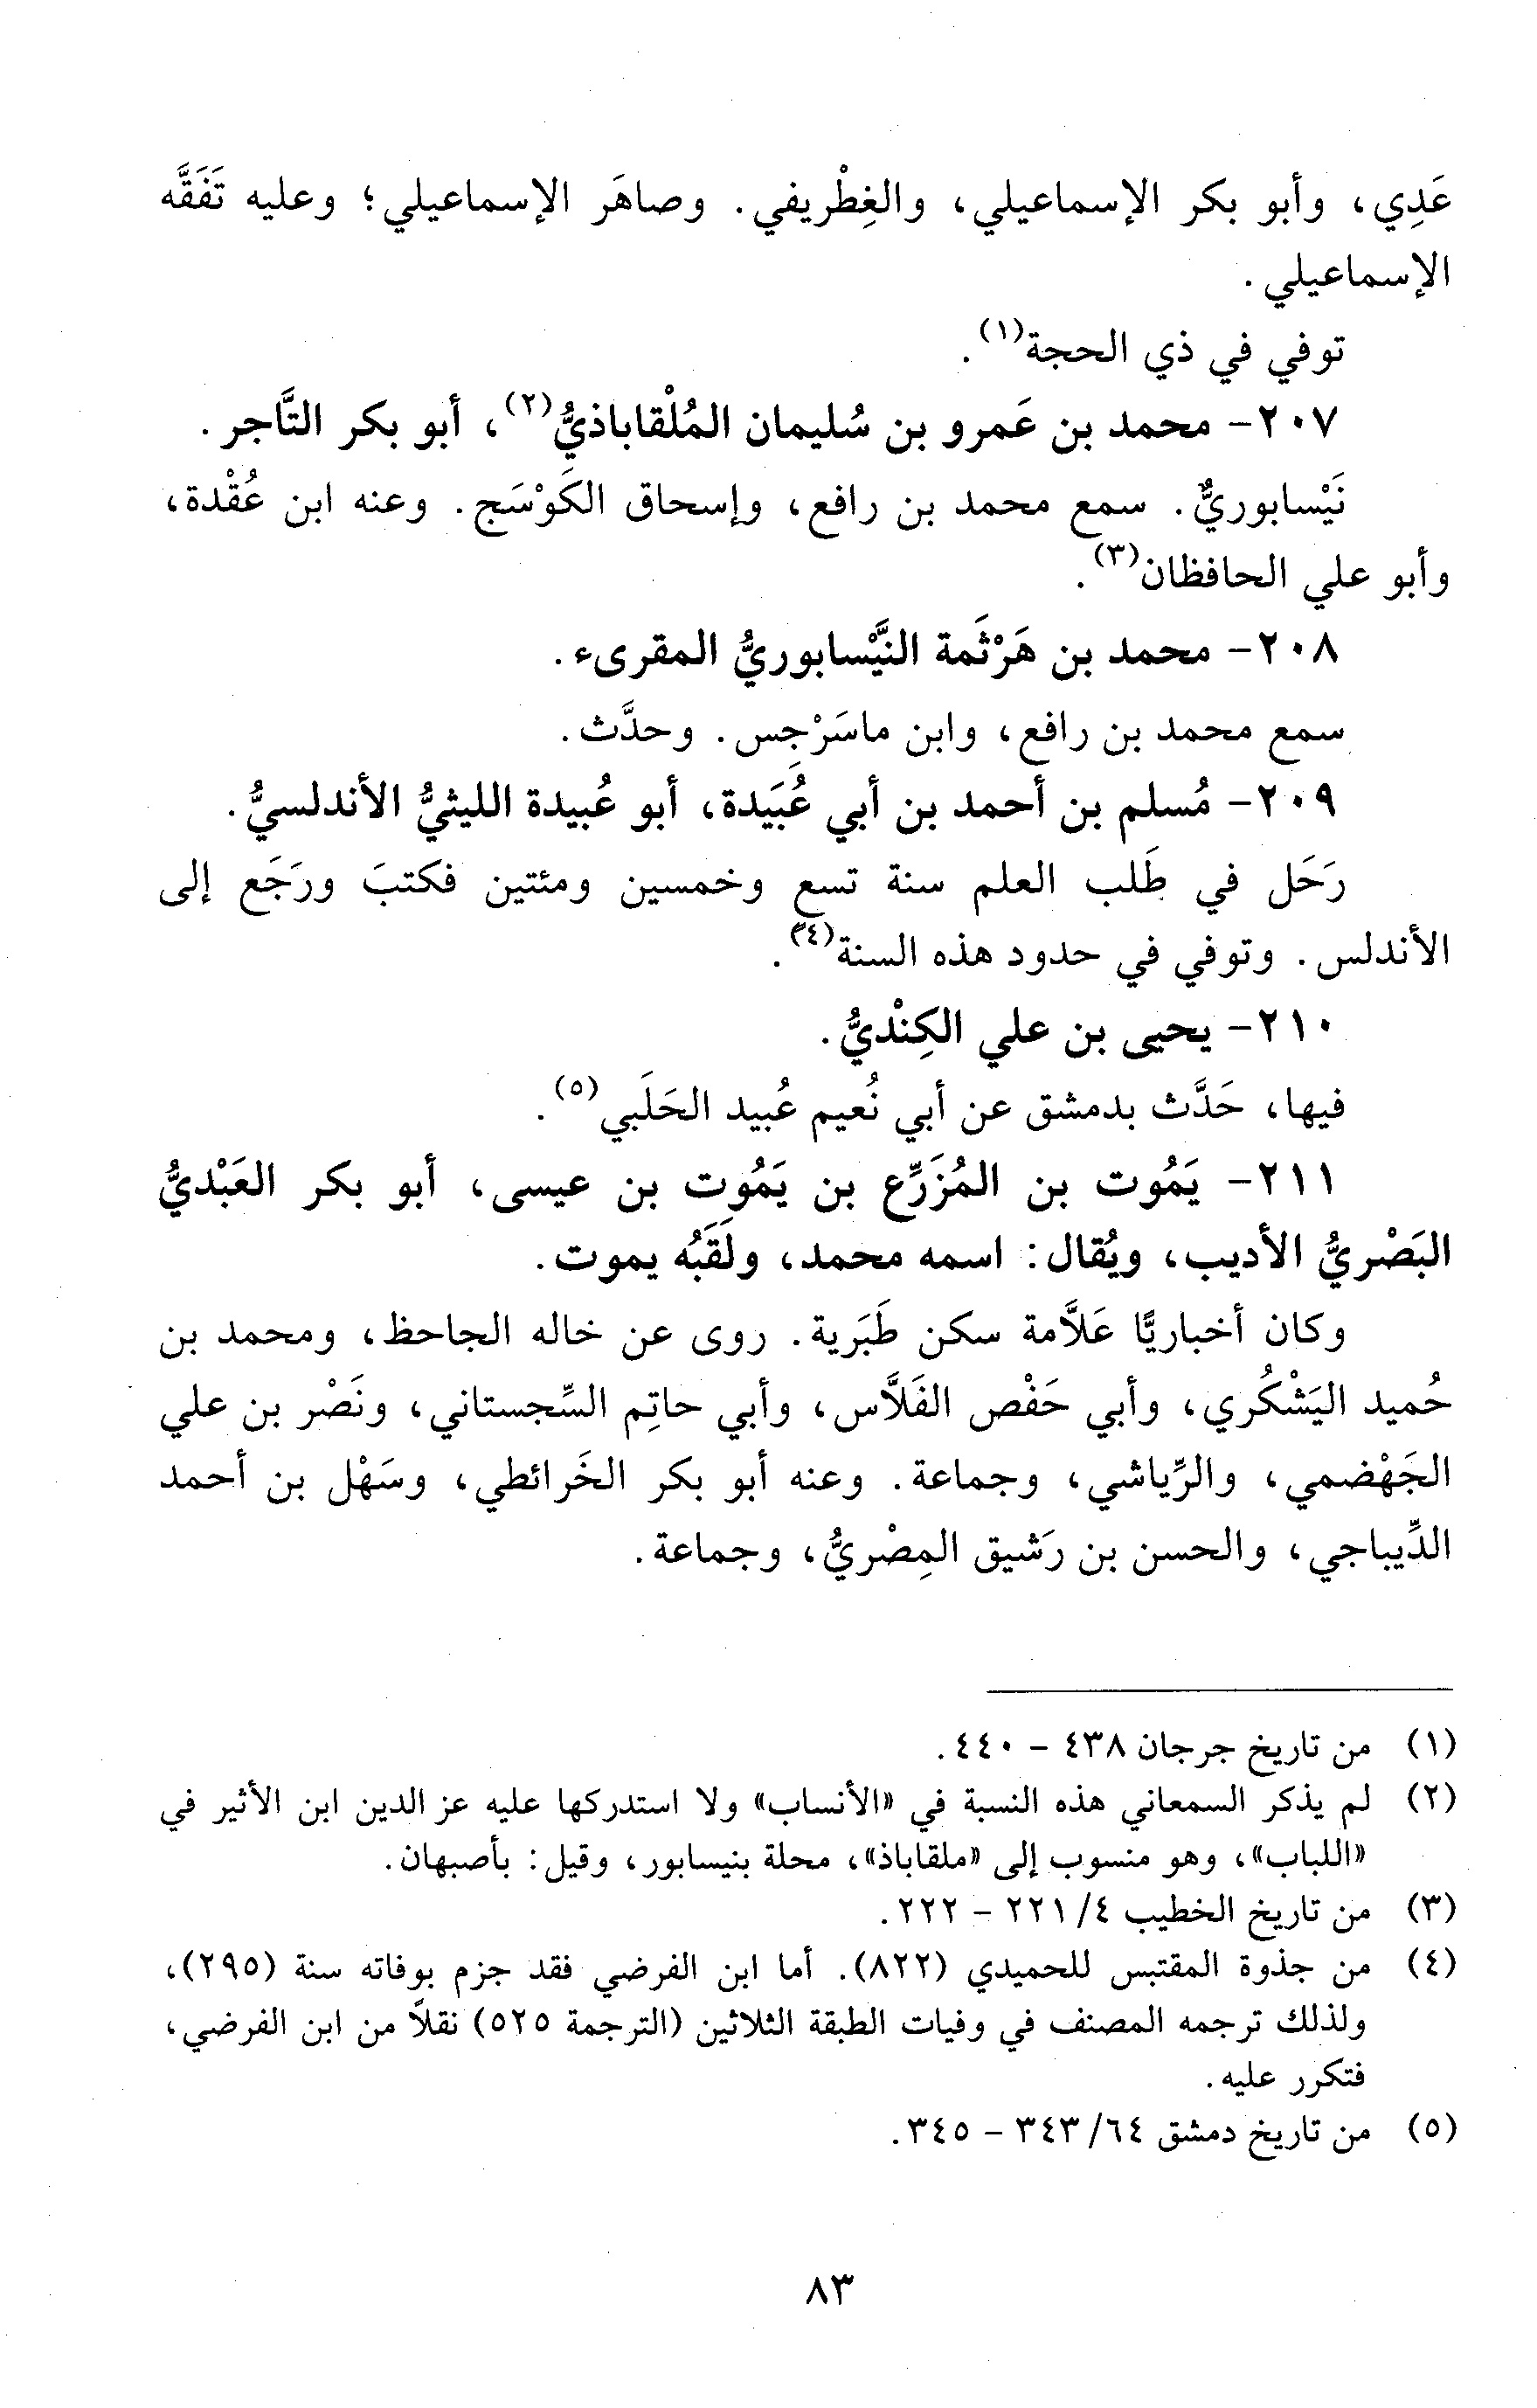 عَدِي، وأبو بكر الإسماعيلي، والغِطْريفي. وصاهَر الإسماعيلي؛ وعليه تَفَقَّه
الإسماعيلي.
توفي في ذي الحجة(١).
٢٠٧- محمد بن عَمرو بن سُليمان المُلْقاباذيُّ(٢)، أبو بكر التَّاجر.
نَيْسابوريٌّ. سمع محمد بن رافع، وإسحاق الكَوْسَج. وعنه ابن عُقْدة،
وأبو علي الحافظان(٣).
٢٠٨- محمد بن هَرْثَمة النَّيْسابوريُّ المقرىء.
سمع محمد بن رافع، وابن ماسَرْجِس. وحدَّث.
٢٠٩- مُسلم بن أحمد بن أبي عُبَيدة، أبو عُبيدة الليثيُّ الأندلسيُّ.
رَحَل في طَلب العلم سنة تسع وخمسين ومئتين فكتبَ ورَجَع إلى
الأندلس. وتوفي في حدود هذه السنة(٤).
٢١٠- يحيى بن علي الكِنْديُّ.
فيها، حَدَّث بدمشق عن أبي نُعيم عُبيد الحَلَبي(٥).
٢١١- يَمُوت بن المُزَرِّع بن يَمُوت بن عيسى، أبو بكر العَبْديُّ
البَصْريُّ الأديب، ويُقال: اسمه محمد، ولَقَبُه يموت.
وكان أخباريًّا عَلاَّمة سكن طَبَرية. روى عن خاله الجاحظ، ومحمد بن
حُميد اليَشْكُري، وأبي حَفْص الفَلاَّس، وأبي حاتِم السِّجستاني، ونَصْر بن علي
الجَهْضمي، والرِّياشي، وجماعة. وعنه أبو بكر الخَرائطي، وسَهْل بن أحمد
الدِّيباجي، والحسن بن رَشيق المِصْريُّ، وجماعة.
(١) من تاريخ جرجان ٤٣٨ - ٤٤٠.
(٢) لم يذكر السمعاني هذه النسبة في «الأنساب» ولا استدركها عليه عز الدين ابن الأثير في
«اللباب»، وهو منسوب إلى «ملقاباذ»، محلة بنيسابور، وقيل: بأصبهان.
(٣) من تاريخ الخطيب ٤/ ٢٢١ - ٢٢٢.
(٤) من جذوة المقتبس للحميدي (٨٢٢). أما ابن الفرضي فقد جزم بوفاته سنة (٢٩٥)،
ولذلك ترجمه المصنف في وفيات الطبقة الثلاثين (الترجمة ٥٢٥) نقلاً من ابن الفرضي،
فتكرر عليه.
(٥) من تاريخ دمشق ٦٤/ ٣٤٣ - ٣٤٥.
٨٣